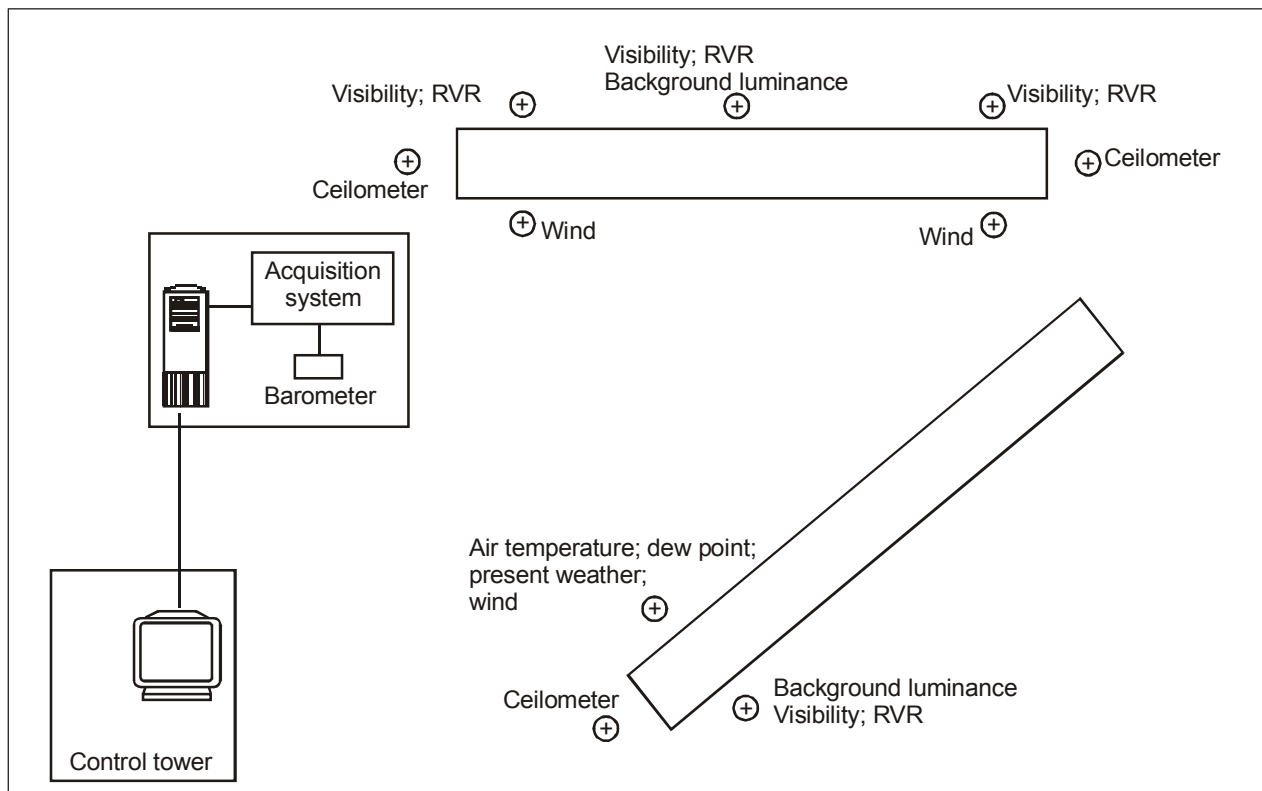 Visibility; RVR
Background luminance
Visibility; RVR
Visibility; RVR
Ceilometer
Ceilometer
Wind
Wind
Acquisition
system
Barometer
Air temperature; dew point;
present weather;
wind
Ceilometer
Background luminance
Visibility; RVR
Control tower